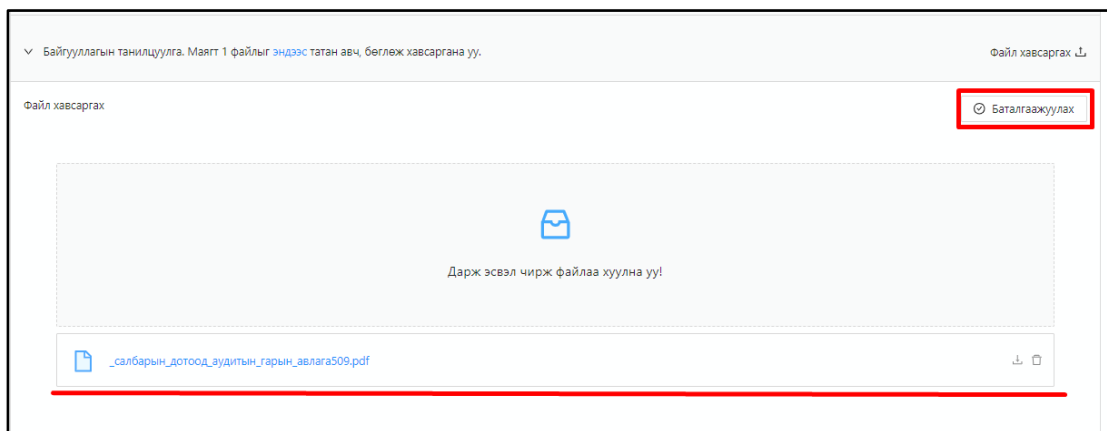 Байгууллагын танилцуулга. Маягт 1 файлыг эндээс татан авч, бөглөж хавсаргана уу.
Файл хавсаргах
Файл хавсаргах
Баталгаажуулах
Дарж эсвэл чирж файлаа хуулна уу!
_салбарын_дотоод_аудитын_гарын_авлага509.pdf